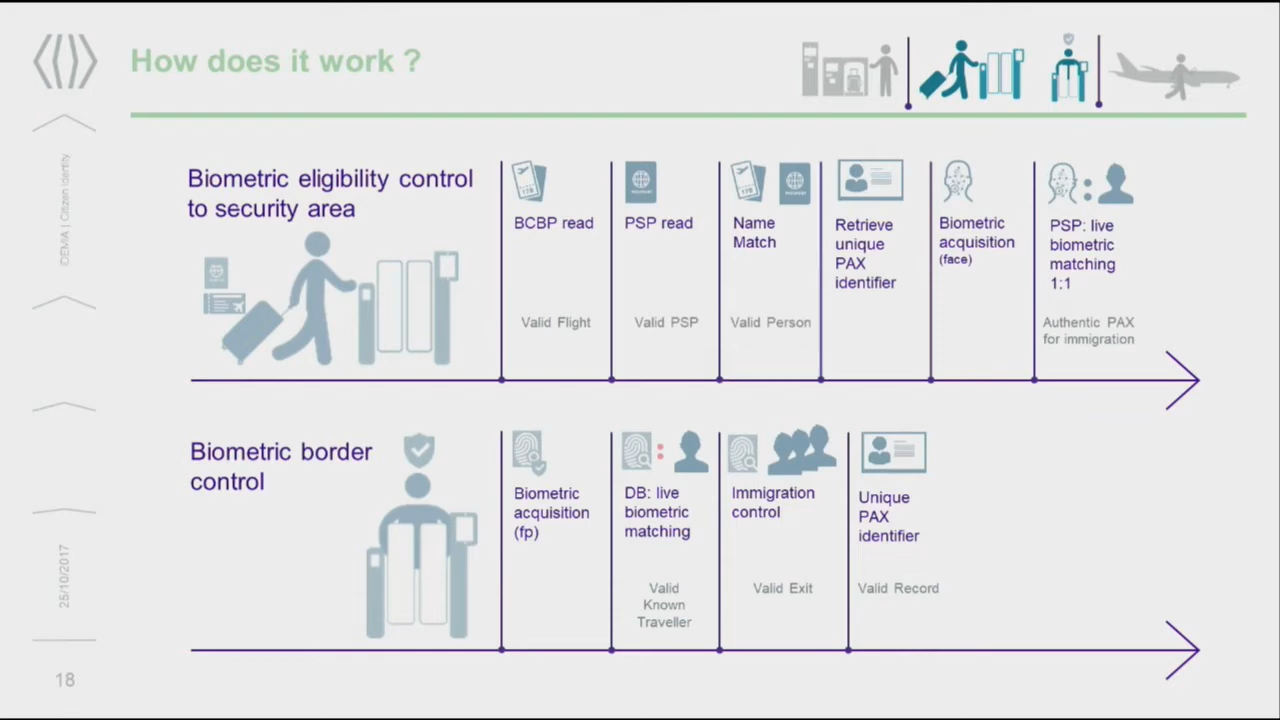 How does it work ?
IDEMIA | Citizen Identity
25/10/2017
18
Biometric eligibility control
to security area
BCBP read
Valid Flight
PSP read
Valid PSP
Name
Match
Valid Person
Retrieve
unique
PAX
identifier
Biometric
acquisition
(face)
PSP: live
biometric
matching
1:1
Authentic PAX
for immigration
Biometric border
control
Biometric
acquisition
(fp)
DB: live
biometric
matching
Valid
Known
Traveller
Immigration
control
Valid Exit
Unique
PAX
identifier
Valid Record